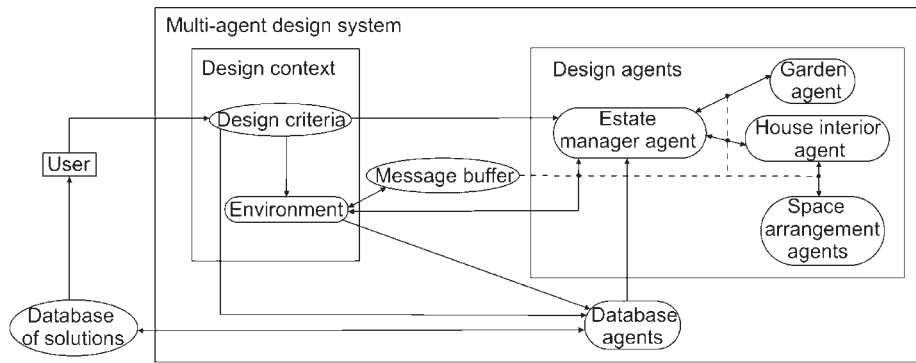 Multi-agent design system
Design context
Design criteria
Environment
Message buffer
User
Database
of solutions
Design agents
Estate
manager agent
Garden
agent
House interior
agent
Space
arrangement
agents
Database
agents